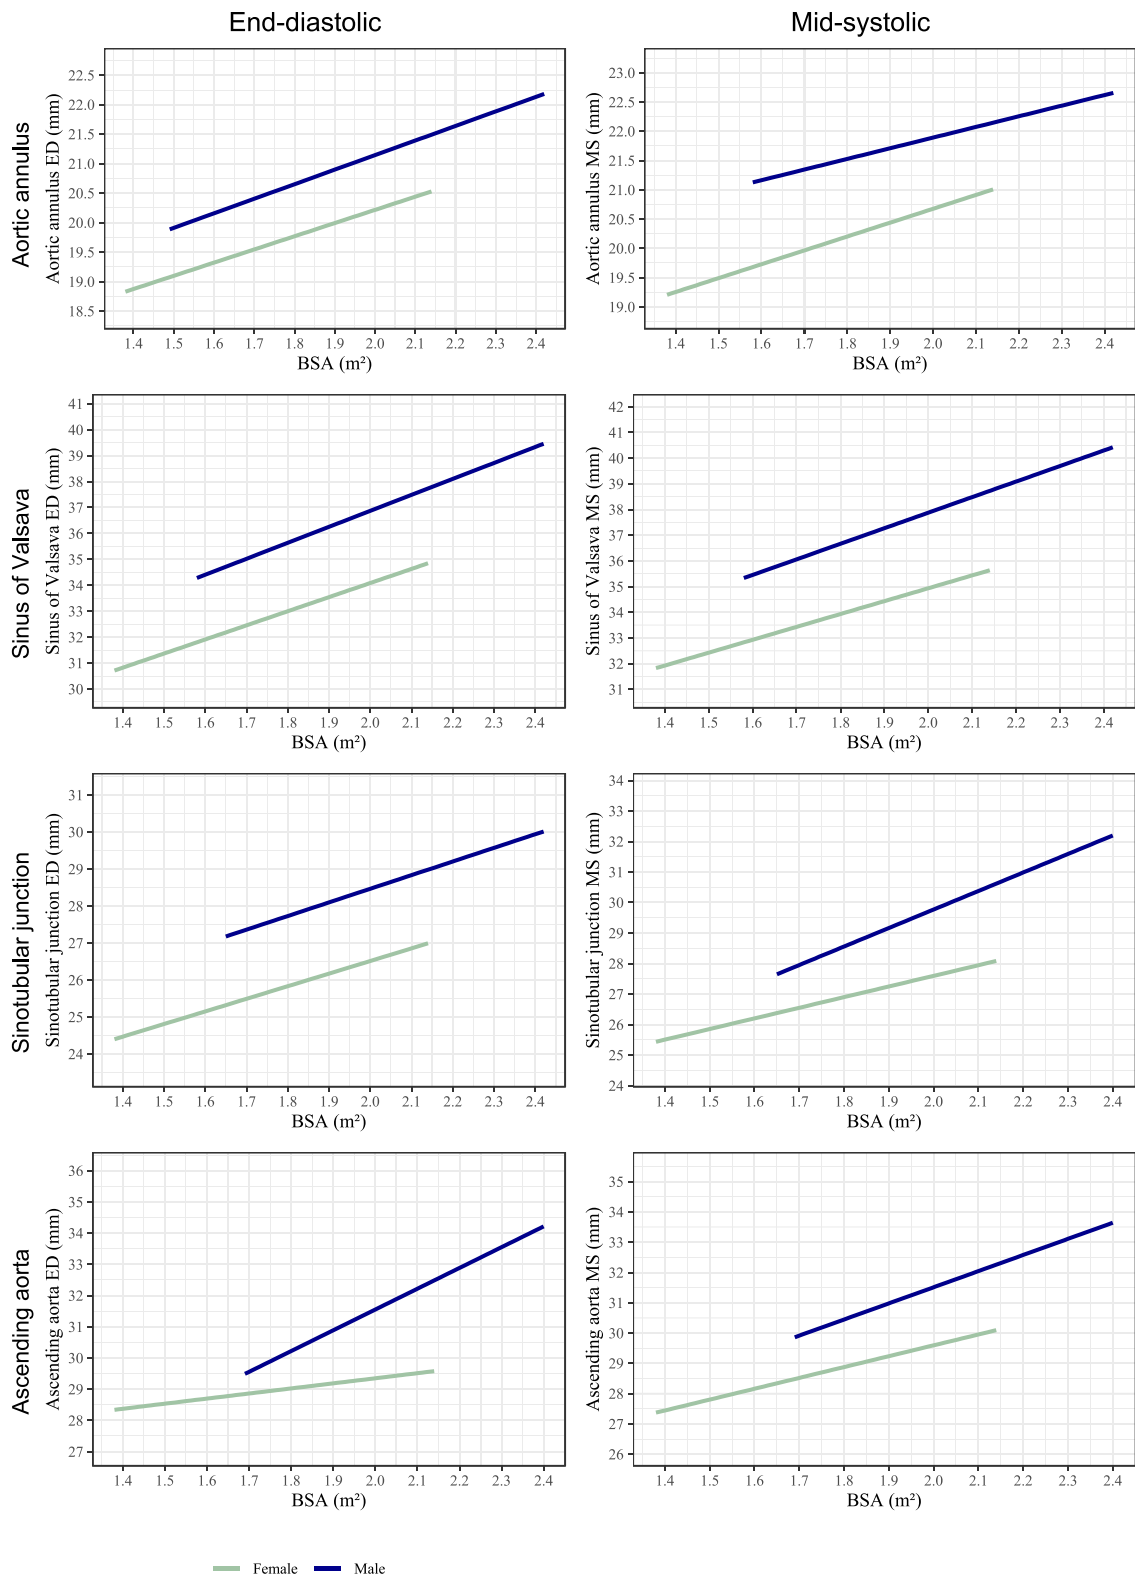 End-diastolic
Mid-systolic
Aortic annulus
Aortic annulus ED (mm)
22.5
22.0
21.5
21.0
20.5
20.0
19.5
19.0
18.5
1.4 1.5 1.6 1.7 1.8 1.9 2.0 2.1 2.2 2.3 2.4
BSA (m²)
Aortic annulus MS (mm)
23.0
22.5
22.0
21.5
21.0
20.5
20.0
19.5
19.0
1.4 1.5 1.6 1.7 1.8 1.9 2.0 2.1 2.2 2.3 2.4
BSA (m²)
Sinus of Valsava
Sinus of Valsava ED (mm)
41
40
39
38
37
36
35
34
33
32
31
30
1.4 1.5 1.6 1.7 1.8 1.9 2.0 2.1 2.2 2.3 2.4
BSA (m²)
Sinus of Valsava MS (mm)
42
41
40
39
38
37
36
35
34
33
32
31
1.4 1.5 1.6 1.7 1.8 1.9 2.0 2.1 2.2 2.3 2.4
BSA (m²)
Sinotubular junction
Sinotubular junction ED (mm)
31
30
29
28
27
26
25
24
1.4 1.5 1.6 1.7 1.8 1.9 2.0 2.1 2.2 2.3 2.4
BSA (m²)
Sinotubular junction MS (mm)
34
33
32
31
30
29
28
27
26
25
24
1.4 1.5 1.6 1.7 1.8 1.9 2.0 2.1 2.2 2.3 2.4
BSA (m²)
Ascending aorta
Ascending aorta ED (mm)
36
35
34
33
32
31
30
29
28
27
1.4 1.5 1.6 1.7 1.8 1.9 2.0 2.1 2.2 2.3 2.4
BSA (m²)
Ascending aorta MS (mm)
35
34
33
32
31
30
29
28
27
26
1.4 1.5 1.6 1.7 1.8 1.9 2.0 2.1 2.2 2.3 2.4
BSA (m²)
Female Male